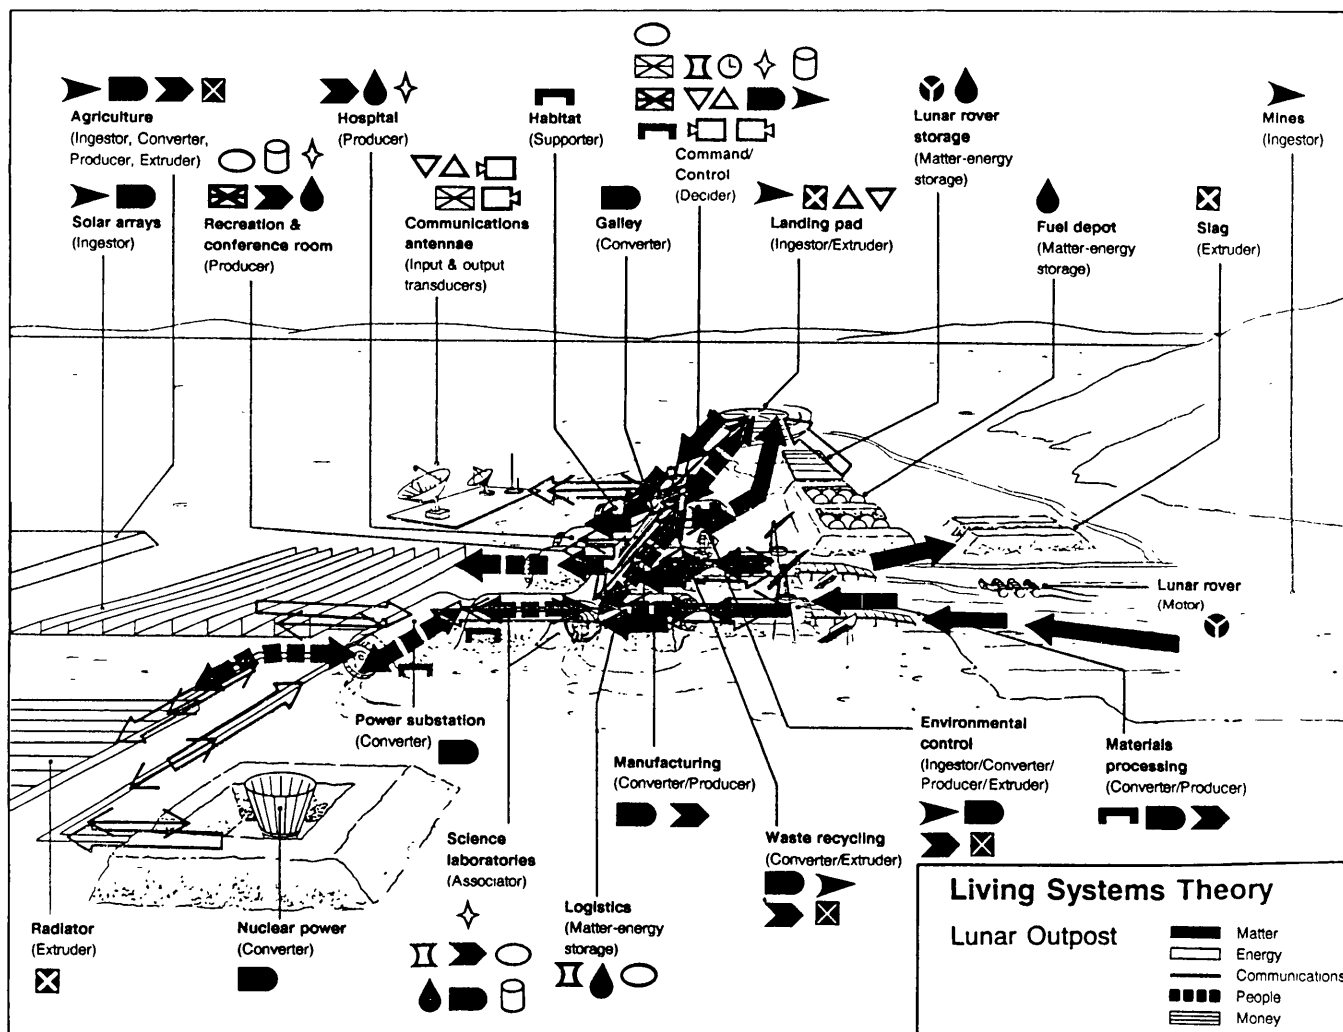 Agriculture
(Ingestor, Converter,
Producer, Extruder)
Hospital
(Producer)
Habitat
(Supporter)
Command/
Control
(Decider)
Lunar rover
storage
(Matter-energy
storage)
Mines
(Ingestor)
Solar arrays
(Ingestor)
Recreation &
conference room
(Producer)
Communications
antennae
(Input & output
transducers)
Galley
(Converter)
Landing pad
(Ingestor/Extruder)
Fuel depot
(Matter-energy
storage)
Slag
(Extruder)
Lunar rover
(Motor)
Power substation
(Converter)
Manufacturing
(Converter/Producer)
Environmental
control
(Ingestor/Converter/
Producer/Extruder)
Materials
processing
(Converter/Producer)
Science
laboratories
(Associator)
Waste recycling
(Converter/Extruder)
Logistics
(Matter-energy
storage)
Radiator
(Extruder)
Nuclear power
(Converter)
Living Systems Theory
Lunar Outpost
Matter
Energy
Communications
People
Money